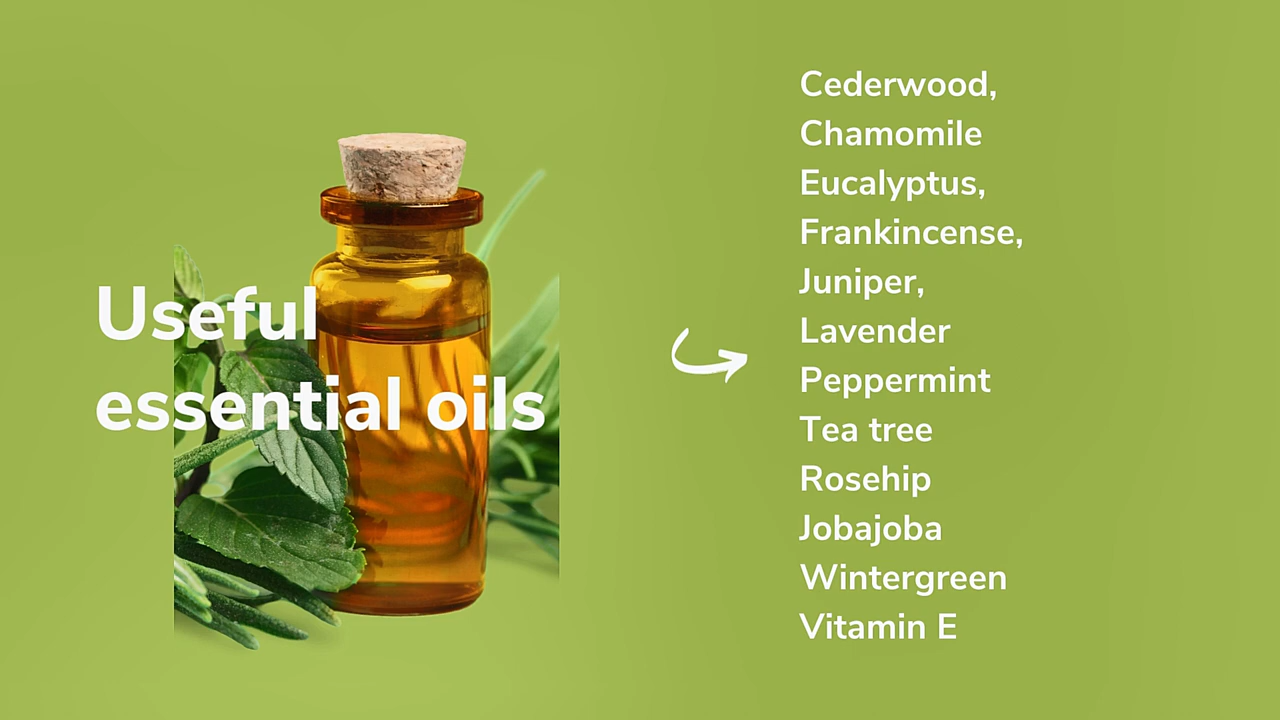 Useful
essential oils
Cederwood,
Chamomile
Eucalyptus,
Frankincense,
Juniper,
Lavender
Peppermint
Tea tree
Rosehip
Jobajoba
Wintergreen
Vitamin E